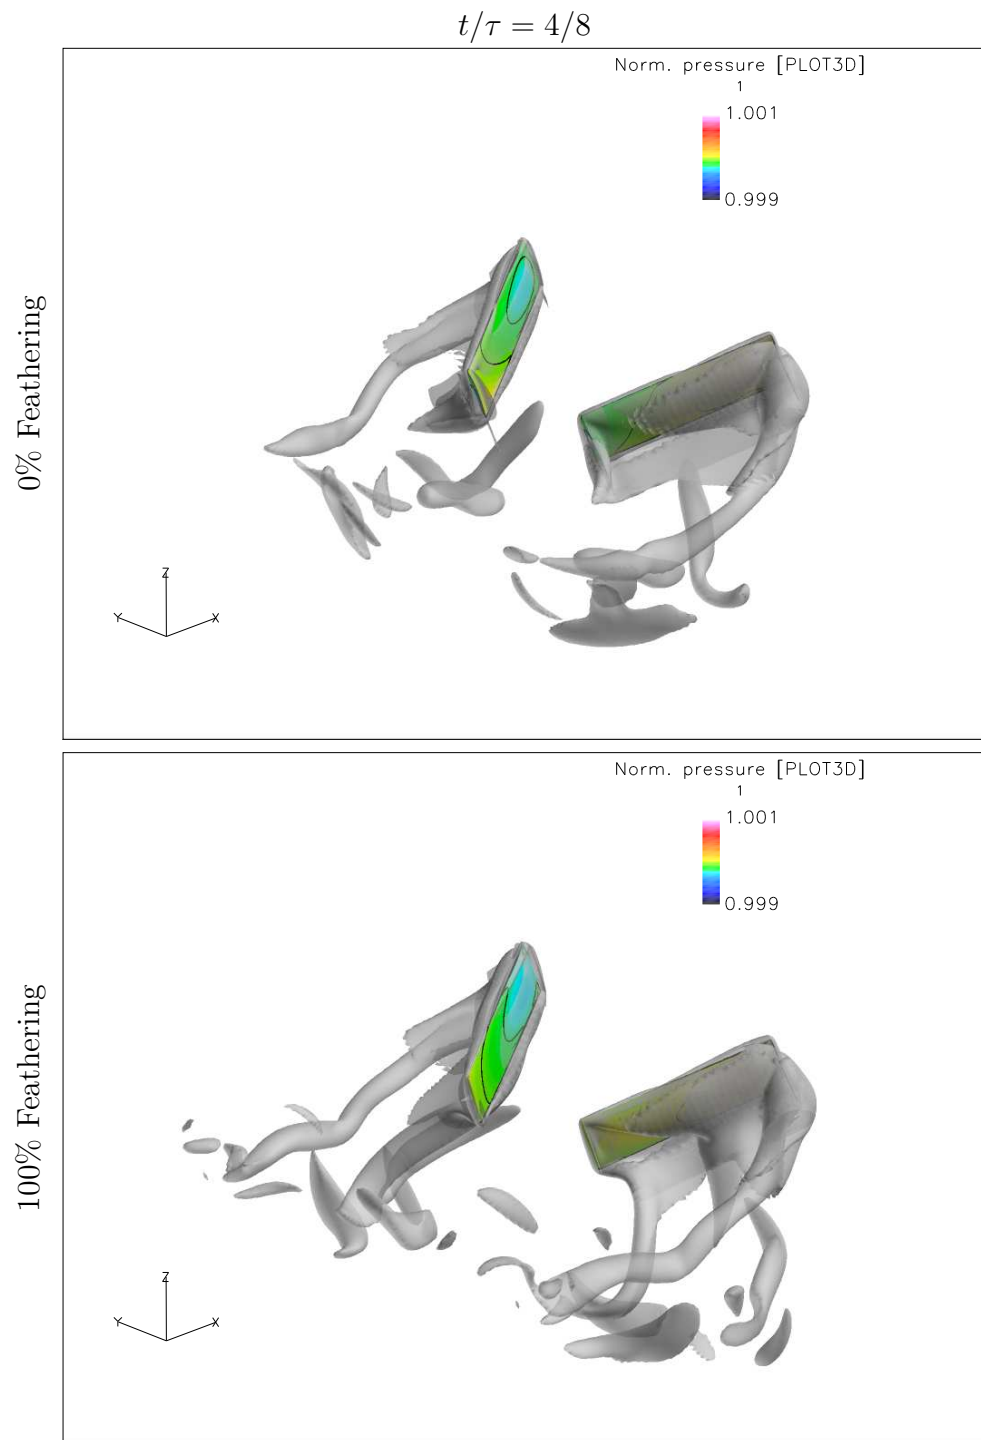 t/τ = 4/8
0% Feathering
Norm. pressure [PLOT3D]
1
1.001
0.999
Z
Y
X
100% Feathering
Norm. pressure [PLOT3D]
1
1.001
0.999
Z
Y
X